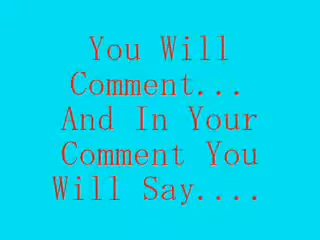 You Will
Comment...
And In Your
Comment You
Will Say....